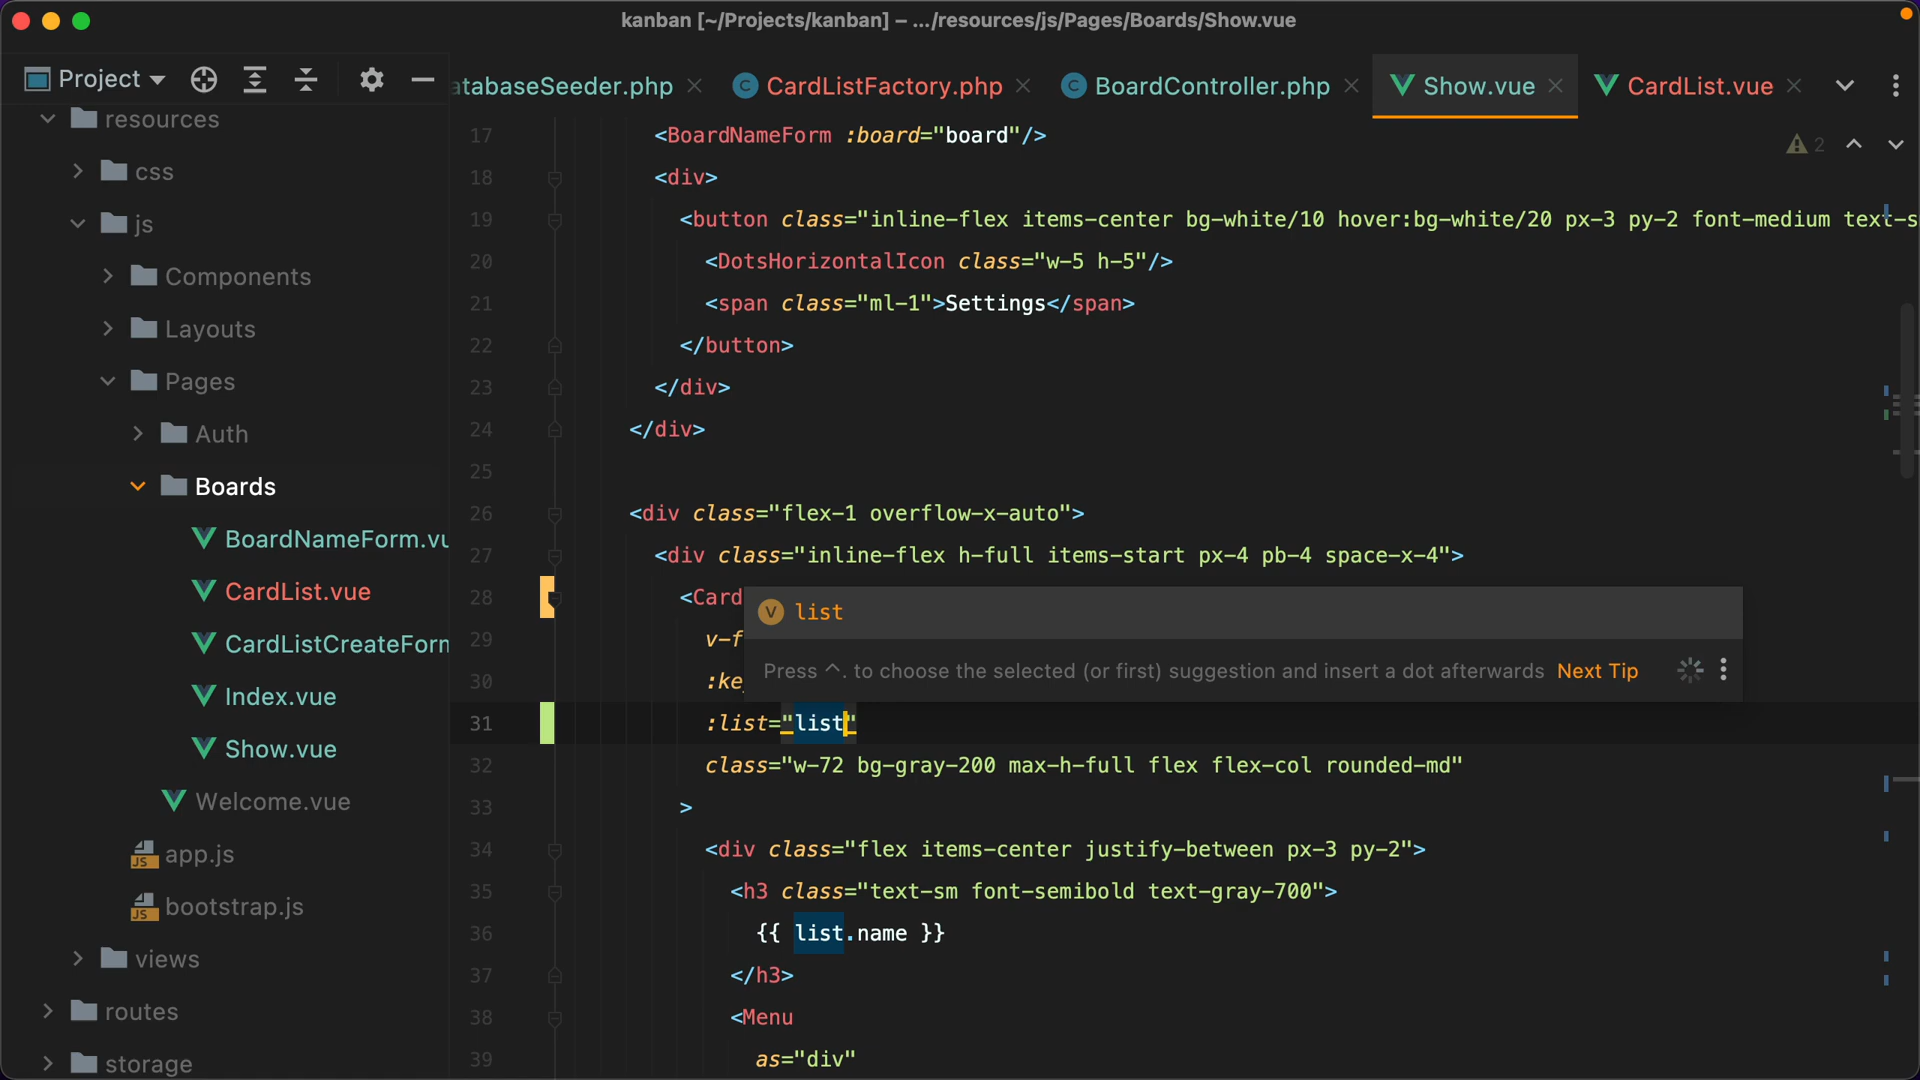 kanban [~/Projects/kanban] – .../resources/js/Pages/Boards/Show.vue
Project
atabaseSeeder.php
CardListFactory.php
BoardController.php
Show.vue
CardList.vue
resources
css
js
Components
Layouts
Pages
Auth
Boards
BoardNameForm.vu
CardList.vue
CardListCreateForm
Index.vue
Show.vue
Welcome.vue
app.js
bootstrap.js
views
routes
storage
2
17 <BoardNameForm :board="board"/>
18 <div>
19 <button class="inline-flex items-center bg-white/10 hover:bg-white/20 px-3 py-2 font-medium text-s
20 <DotsHorizontalIcon class="w-5 h-5"/>
21 <span class="ml-1">Settings</span>
22 </button>
23 </div>
24 </div>
25
26 <div class="flex-1 overflow-x-auto">
27 <div class="inline-flex h-full items-start px-4 pb-4 space-x-4">
28 <Card
V list
29 v-f
30 :key
Press ^. to choose the selected (or first) suggestion and insert a dot afterwards Next Tip
31 :list="list"
32 class="w-72 bg-gray-200 max-h-full flex flex-col rounded-md"
33 >
34 <div class="flex items-center justify-between px-3 py-2">
35 <h3 class="text-sm font-semibold text-gray-700">
36 {{ list.name }}
37 </h3>
38 <Menu
39 as="div"